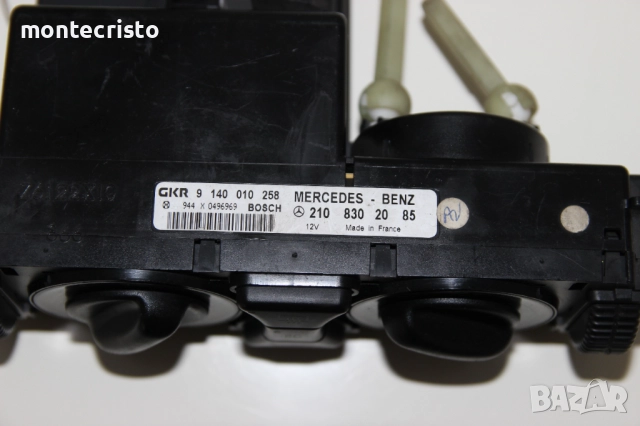 montecristo
GKR 9 140 010 258 MERCEDES - BENZ
944 X 0496969 BOSCH 210 830 20 85
12V Made in France
BAZAR